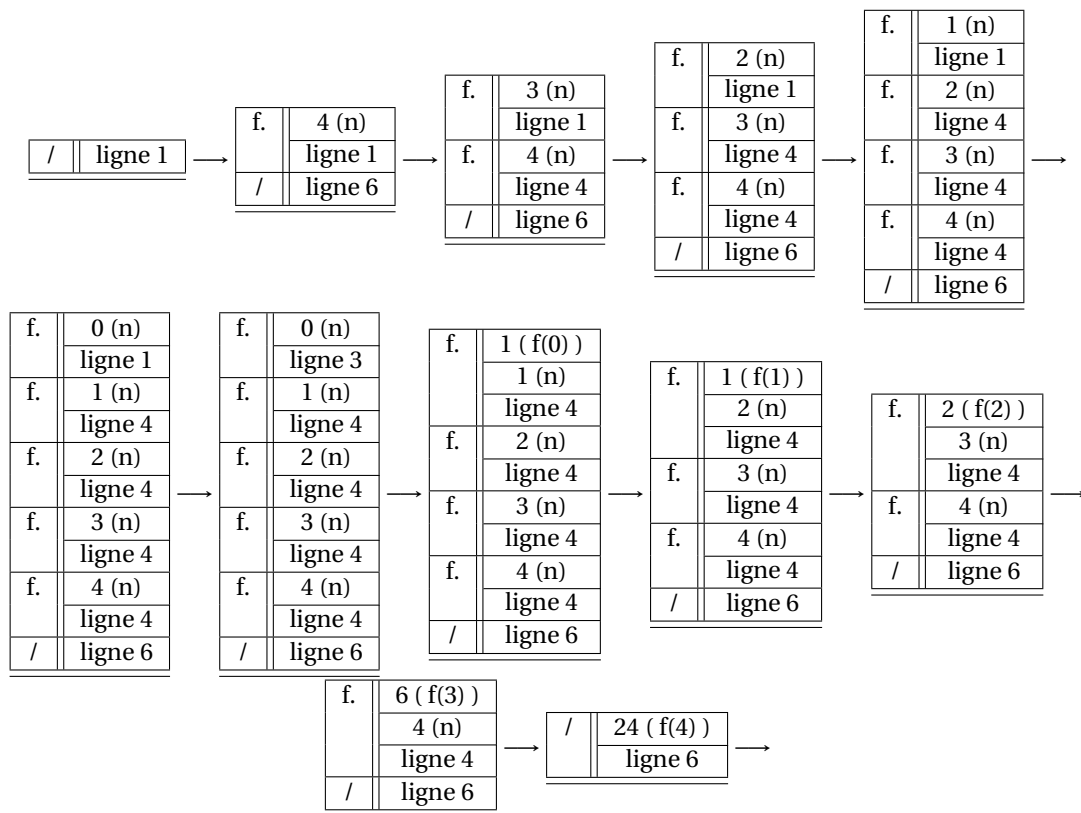 / ligne 1
f. 4 (n)
ligne 1
/ ligne 6
f. 3 (n)
ligne 1
f. 4 (n)
ligne 4
/ ligne 6
f. 2 (n)
ligne 1
f. 3 (n)
ligne 4
f. 4 (n)
ligne 4
/ ligne 6
f. 1 (n)
ligne 1
f. 2 (n)
ligne 4
f. 3 (n)
ligne 4
f. 4 (n)
ligne 4
/ ligne 6
f. 0 (n)
ligne 1
f. 1 (n)
ligne 4
f. 2 (n)
ligne 4
f. 3 (n)
ligne 4
f. 4 (n)
ligne 4
/ ligne 6
f. 0 (n)
ligne 3
f. 1 (n)
ligne 4
f. 2 (n)
ligne 4
f. 3 (n)
ligne 4
f. 4 (n)
ligne 4
/ ligne 6
f. 1 ( f(0) )
1 (n)
ligne 4
f. 2 (n)
ligne 4
f. 3 (n)
ligne 4
f. 4 (n)
ligne 4
/ ligne 6
f. 1 ( f(1) )
2 (n)
ligne 4
f. 3 (n)
ligne 4
f. 4 (n)
ligne 4
/ ligne 6
f. 2 ( f(2) )
3 (n)
ligne 4
f. 4 (n)
ligne 4
/ ligne 6
f. 6 ( f(3) )
4 (n)
ligne 4
/ ligne 6
/ 24 ( f(4) )
ligne 6